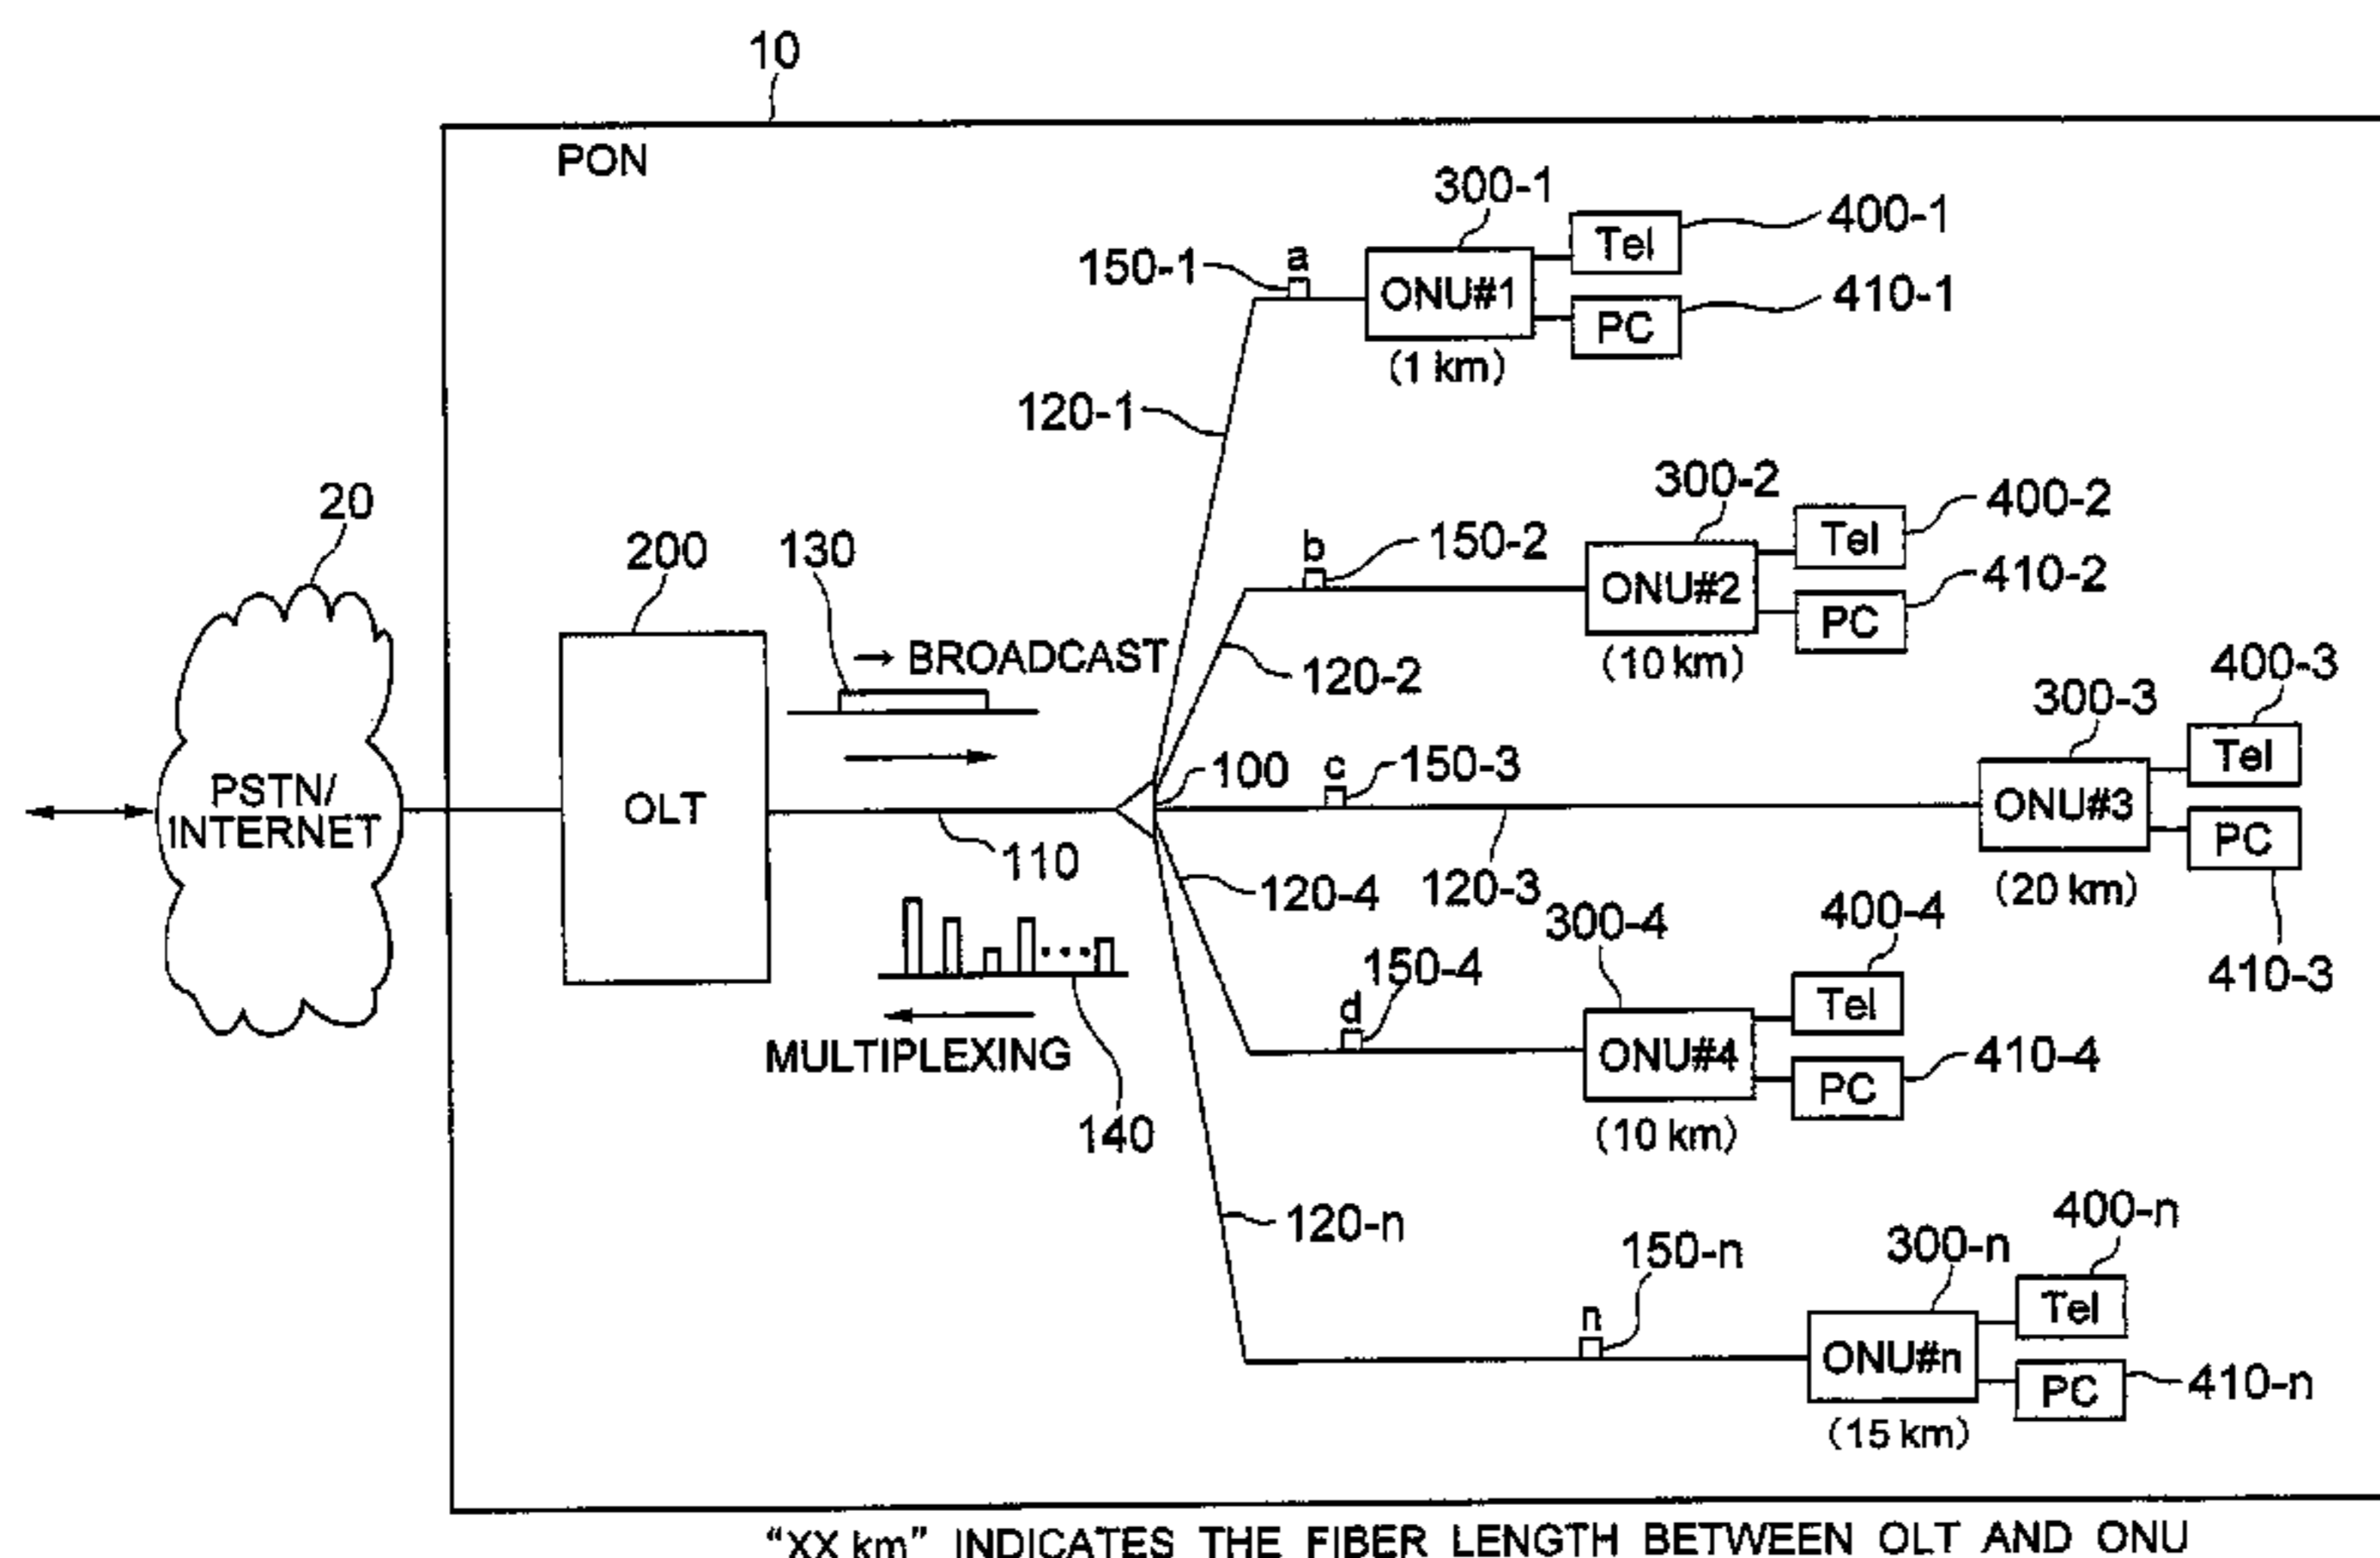 10
PON
300-1
400-1
Tel
150-1
a
ONU#1
410-1
PC
(1 km)
120-1
20
300-2
400-2
Tel
200
130
b
150-2
ONU#2
410-2
PC
→ BROADCAST
120-2
(10 km)
400-3
300-3
Tel
PSTN/
INTERNET
OLT
100
c
150-3
ONU#3
PC
110
120-4
120-3
(20 km)
300-4
400-4
410-3
150-4
Tel
d
MULTIPLEXING
ONU#4
410-4
PC
140
(10 km)
120-n
400-n
150-n
300-n
Tel
n
ONU#n
410-n
PC
(15 km)
“XX km” INDICATES THE FIBER LENGTH BETWEEN OLT AND ONU